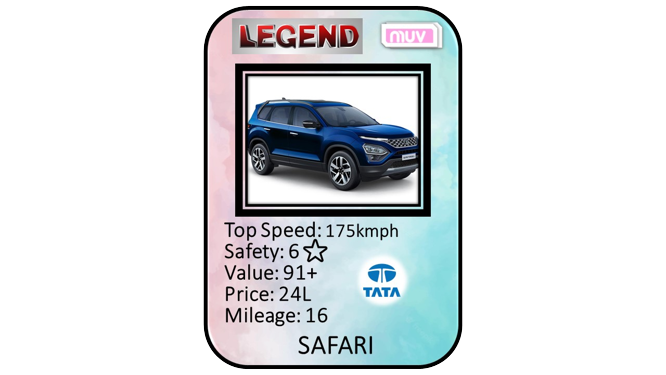 LEGEND
muv
Top Speed: 175kmph
Safety: 6
Value: 91+
Price: 24L
Mileage: 16
TATA
SAFARI